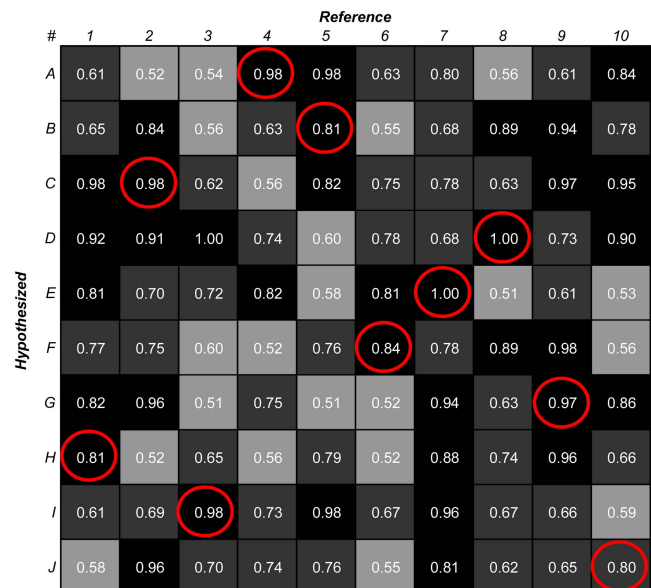 Reference
# 1 2 3 4 5 6 7 8 9 10
Hypothesized
A 0.61 0.52 0.54 0.98 0.98 0.63 0.80 0.56 0.61 0.84
B 0.65 0.84 0.56 0.63 0.81 0.55 0.68 0.89 0.94 0.78
C 0.98 0.98 0.62 0.56 0.82 0.75 0.78 0.63 0.97 0.95
D 0.92 0.91 1.00 0.74 0.60 0.78 0.68 1.00 0.73 0.90
E 0.81 0.70 0.72 0.82 0.58 0.81 1.00 0.51 0.61 0.53
F 0.77 0.75 0.60 0.52 0.76 0.84 0.78 0.89 0.98 0.56
G 0.82 0.96 0.51 0.75 0.51 0.52 0.94 0.63 0.97 0.86
H 0.81 0.52 0.65 0.56 0.79 0.52 0.88 0.74 0.96 0.66
I 0.61 0.69 0.98 0.73 0.98 0.67 0.96 0.67 0.66 0.59
J 0.58 0.96 0.70 0.74 0.76 0.55 0.81 0.62 0.65 0.80